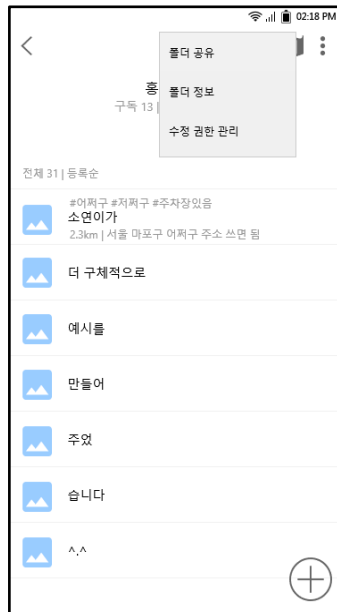 02:18 PM
폴더 공유
폴더 정보
수정 권한 관리
홍
구독 13 |
전체 31 | 등록순
#어쩌구 #저쩌구 #주자장있음
소연이가
2.3km | 서울 마포구 어쩌구 주소 쓰면 됨
더 구체적으로
예시를
만들어
주었
습니다
^.^